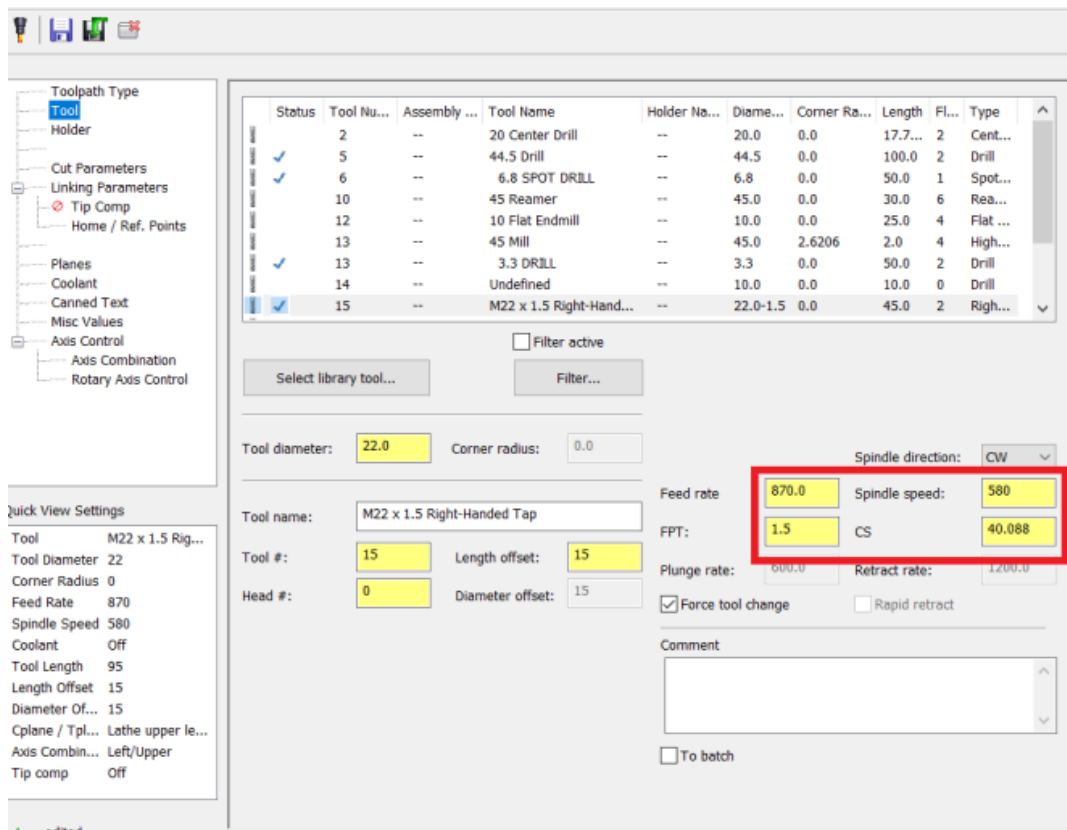 Toolpath Type
Tool
Holder
Cut Parameters
Linking Parameters
Tip Comp
Home / Ref. Points
Planes
Coolant
Canned Text
Misc Values
Axis Control
Axis Combination
Rotary Axis Control
Status Tool Nu... Assembly ... Tool Name Holder Na... Diame... Corner Ra... Length Fl... Type
2 -- 20 Center Drill -- 20.0 0.0 17.7... 2 Cent...
5 -- 44.5 Drill -- 44.5 0.0 100.0 2 Drill
6 -- 6.8 SPOT DRILL -- 6.8 0.0 50.0 1 Spot...
10 -- 45 Reamer -- 45.0 0.0 30.0 6 Rea...
12 -- 10 Flat Endmill -- 10.0 0.0 25.0 4 Flat ...
13 -- 45 Mill -- 45.0 2.6206 2.0 4 High...
13 -- 3.3 DRILL -- 3.3 0.0 50.0 2 Drill
14 -- Undefined -- 10.0 0.0 10.0 0 Drill
15 -- M22 x 1.5 Right-Hand... -- 22.0-1.5 0.0 45.0 2 Righ...
Filter active
Select library tool... Filter...
Tool diameter: 22.0 Corner radius: 0.0
Spindle direction: CW
Feed rate 870.0 Spindle speed: 580
Tool name: M22 x 1.5 Right-Handed Tap
FPT: 1.5 CS 40.088
Tool #: 15 Length offset: 15
Plunge rate: 600.0 Retract rate: 1200.0
Head #: 0 Diameter offset: 15
Force tool change Rapid retract
Comment
To batch
Quick View Settings
Tool M22 x 1.5 Rig...
Tool Diameter 22
Corner Radius 0
Feed Rate 870
Spindle Speed 580
Coolant Off
Tool Length 95
Length Offset 15
Diameter Of... 15
Cplane / Tpl... Lathe upper le...
Axis Combin... Left/Upper
Tip comp Off